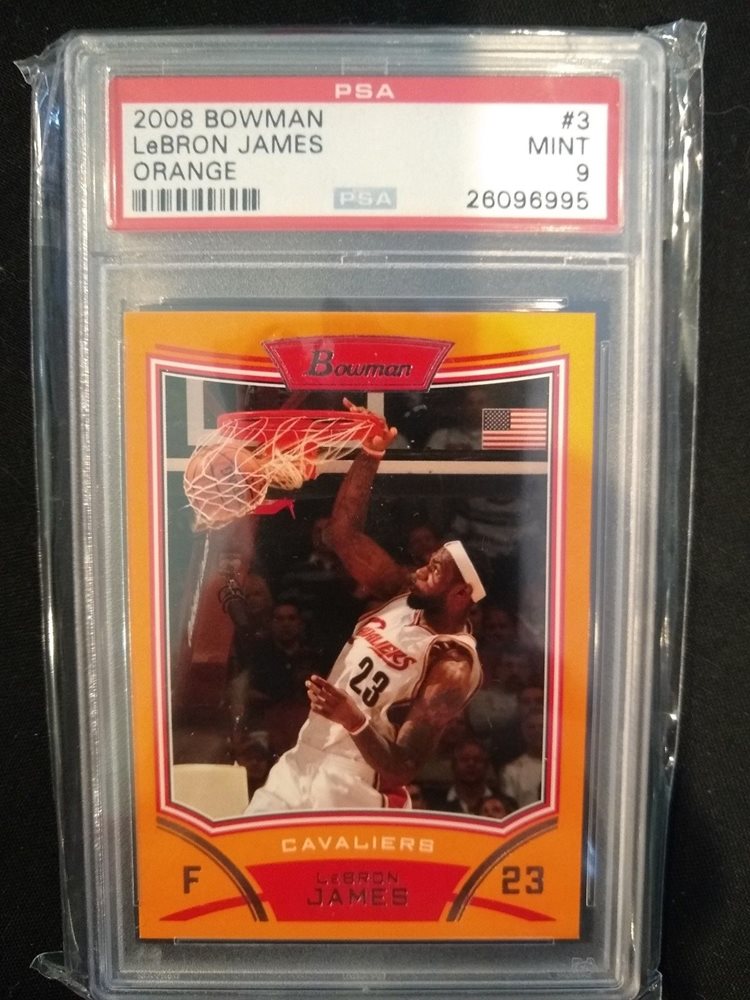 PSA
2008 BOWMAN #3
LeBRON JAMES MINT
ORANGE 9
PSA 26096995
Bowman
CAVALIERS
23
CAVALIERS
F LeBRON 23
JAMES